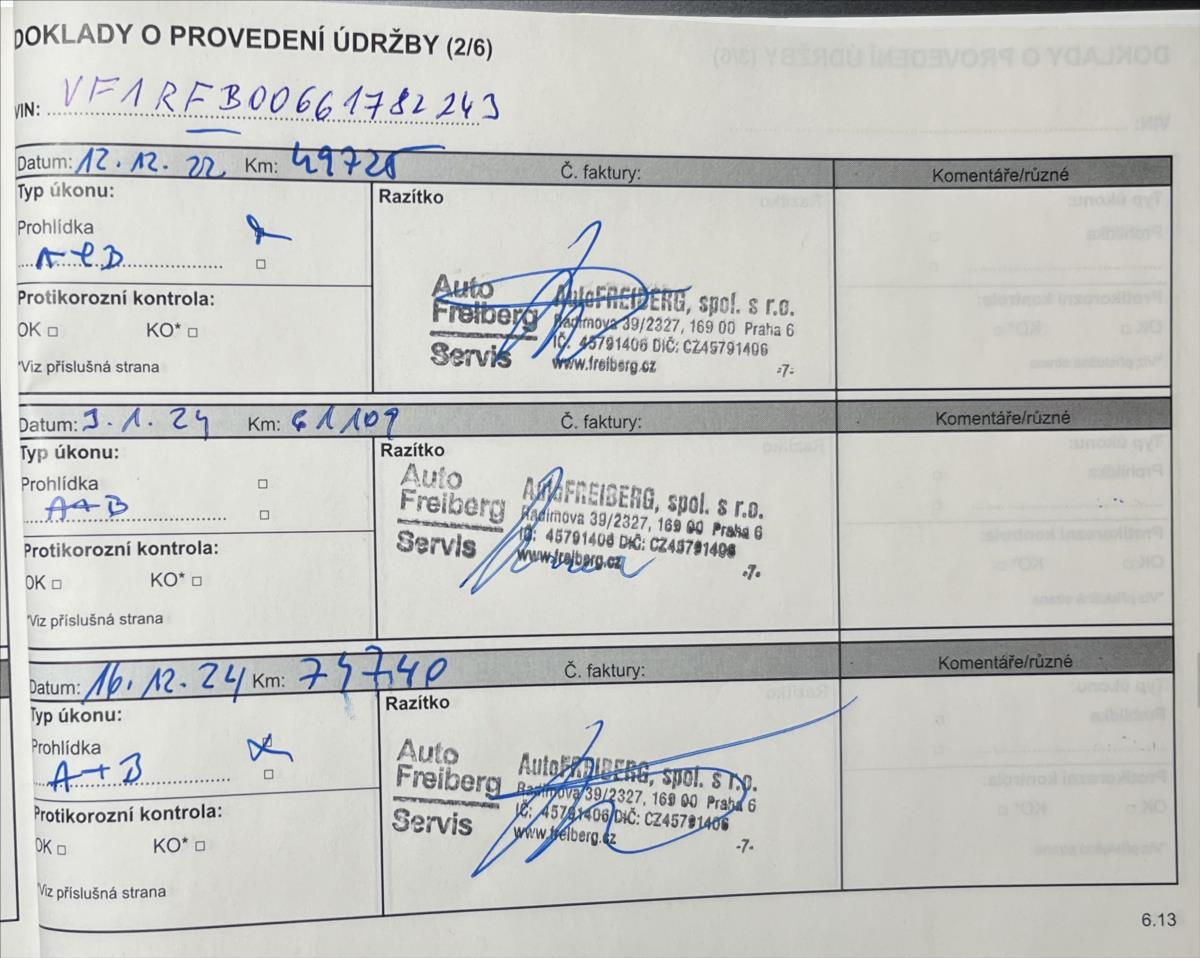 DOKLADY O PROVEDENÍ ÚDRŽBY (2/6)
VIN: VF1RFB00661782243
Datum: 12.12.22 Km: 49725 Č. faktury: Komentáře/různé
Typ úkonu:
Razítko
Prohlídka
A+B
Auto
Freiberg
Servis
AutoFREIBERG, spol. s r.o.
Radimova 39/2327, 169 00 Praha 6
IČ: 45791406 DIČ: CZ45791406
www.freiberg.cz
-7-
Protikorozní kontrola:
OK KO*
*Viz příslušná strana
Datum: 3.1.24 Km: 61109 Č. faktury: Komentáře/různé
Typ úkonu:
Razítko
Prohlídka
A+B
Auto
Freiberg
Servis
AutoFREIBERG, spol. s r.o.
Radimova 39/2327, 169 00 Praha 6
IČ: 45791406 DIČ: CZ45791406
www.freiberg.cz
-7-
Protikorozní kontrola:
OK KO*
*Viz příslušná strana
Datum: 16.12.24 Km: 74740 Č. faktury: Komentáře/různé
Typ úkonu:
Razítko
Prohlídka
A+B
Auto
Freiberg
Servis
AutoFREIBERG, spol. s r.o.
Radimova 39/2327, 169 00 Praha 6
IČ: 45791406 DIČ: CZ45791406
www.freiberg.cz
-7-
Protikorozní kontrola:
OK KO*
*Viz příslušná strana
6.13